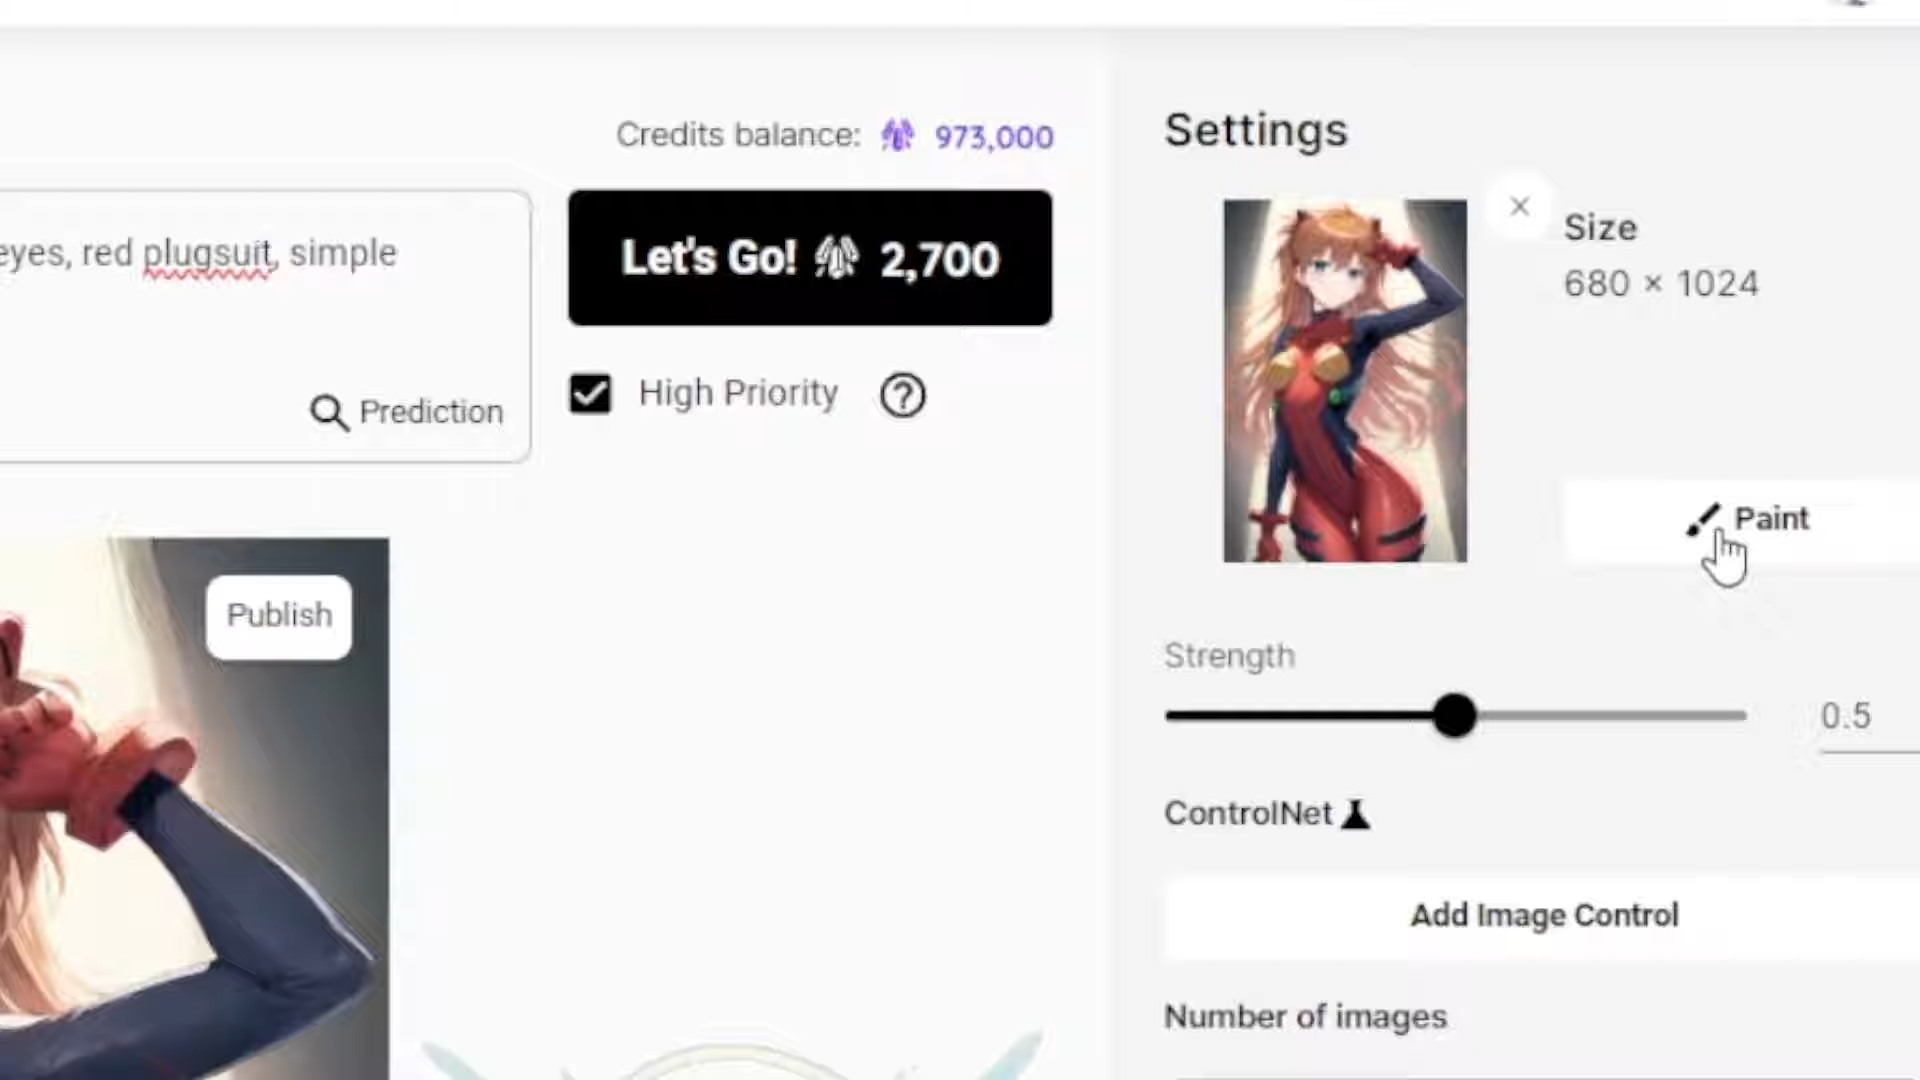 Credits balance: 973,000
Settings
eyes, red plugsuit, simple
Let's Go! 2,700
Size
680 × 1024
High Priority
Prediction
Paint
Publish
Strength
0.5
ControlNet
Add Image Control
Number of images